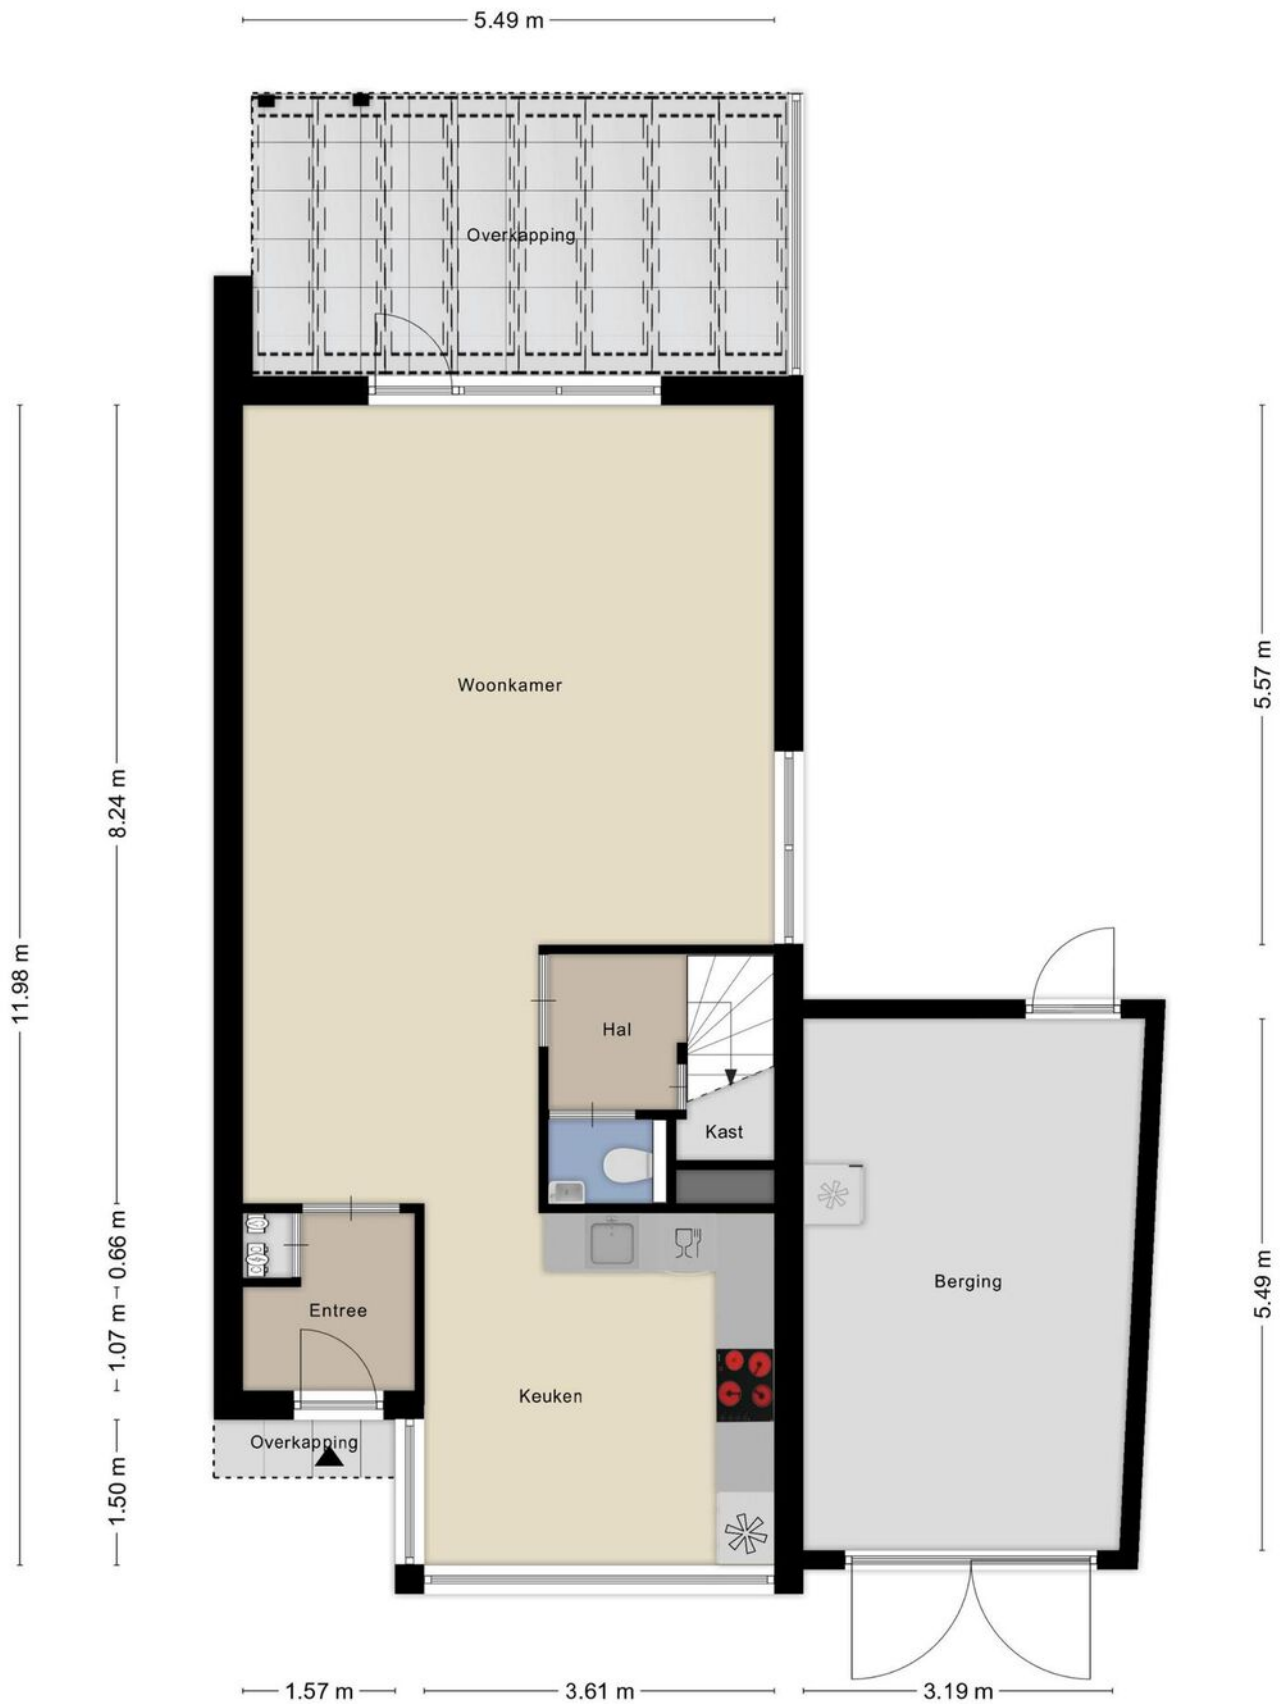 5.49 m
Overkapping
Woonkamer
5.57 m
8.24 m
11.98 m
Hal
Kast
0.66 m
Entree
Berging
5.49 m
1.07 m
Keuken
Overkapping
1.50 m
1.57 m
3.61 m
3.19 m